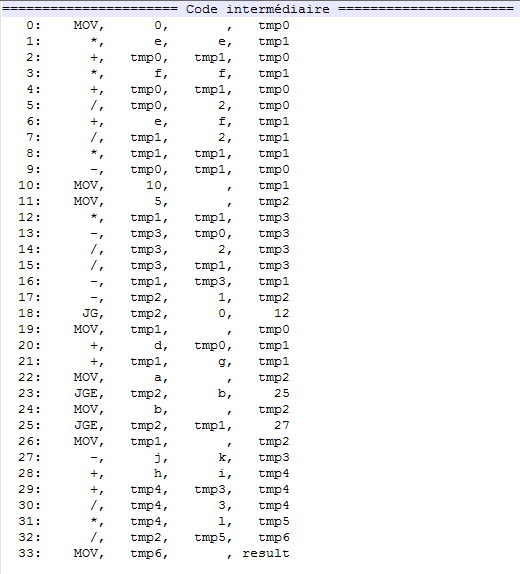 ====================== Code intermédiaire ======================
0: MOV, 0, , tmp0
1: *, e, e, tmp1
2: +, tmp0, tmp1, tmp0
3: *, f, f, tmp1
4: +, tmp0, tmp1, tmp0
5: /, tmp0, 2, tmp0
6: +, e, f, tmp1
7: /, tmp1, 2, tmp1
8: *, tmp1, tmp1, tmp1
9: -, tmp0, tmp1, tmp0
10: MOV, 10, , tmp1
11: MOV, 5, , tmp2
12: *, tmp1, tmp1, tmp3
13: -, tmp3, tmp0, tmp3
14: /, tmp3, 2, tmp3
15: /, tmp3, tmp1, tmp3
16: -, tmp1, tmp3, tmp1
17: -, tmp2, 1, tmp2
18: JG, tmp2, 0, 12
19: MOV, tmp1, , tmp0
20: +, d, tmp0, tmp1
21: +, tmp1, g, tmp1
22: MOV, a, , tmp2
23: JGE, tmp2, b, 25
24: MOV, b, , tmp2
25: JGE, tmp2, tmp1, 27
26: MOV, tmp1, , tmp2
27: -, j, k, tmp3
28: +, h, i, tmp4
29: +, tmp4, tmp3, tmp4
30: /, tmp4, 3, tmp4
31: *, tmp4, l, tmp5
32: /, tmp2, tmp5, tmp6
33: MOV, tmp6, , result